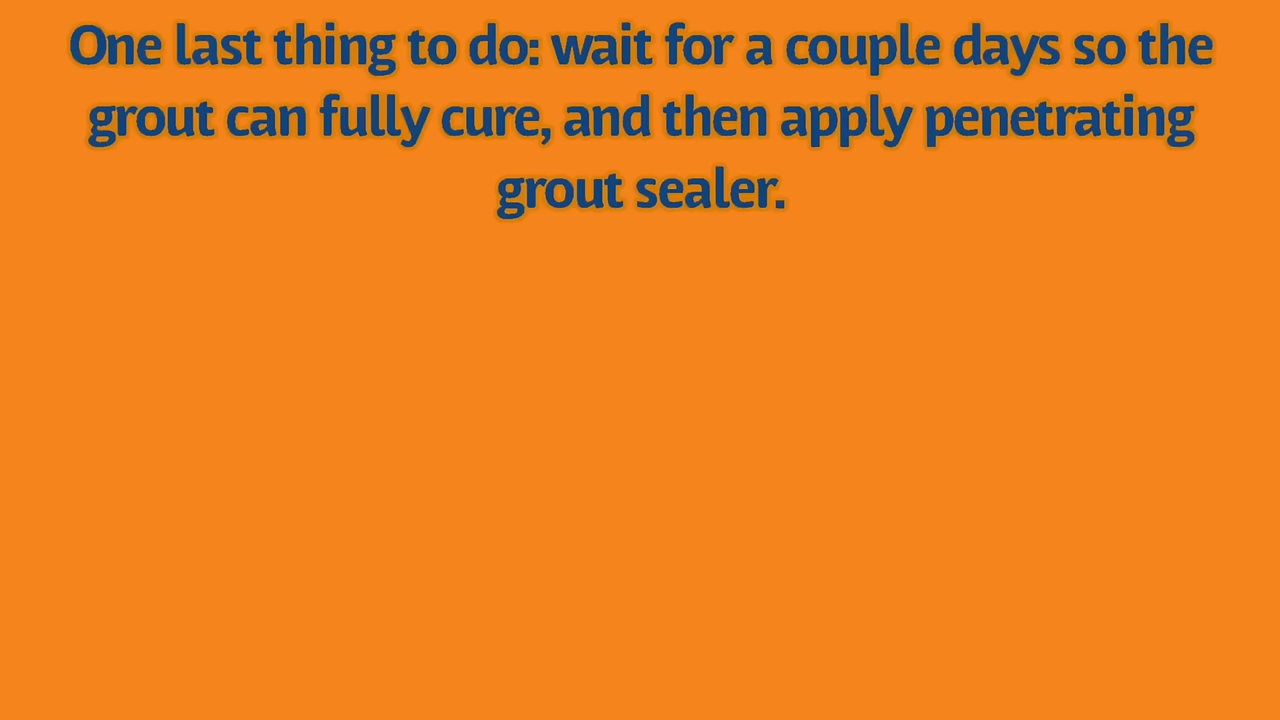 One last thing to do: wait for a couple days so the
grout can fully cure, and then apply penetrating
grout sealer.